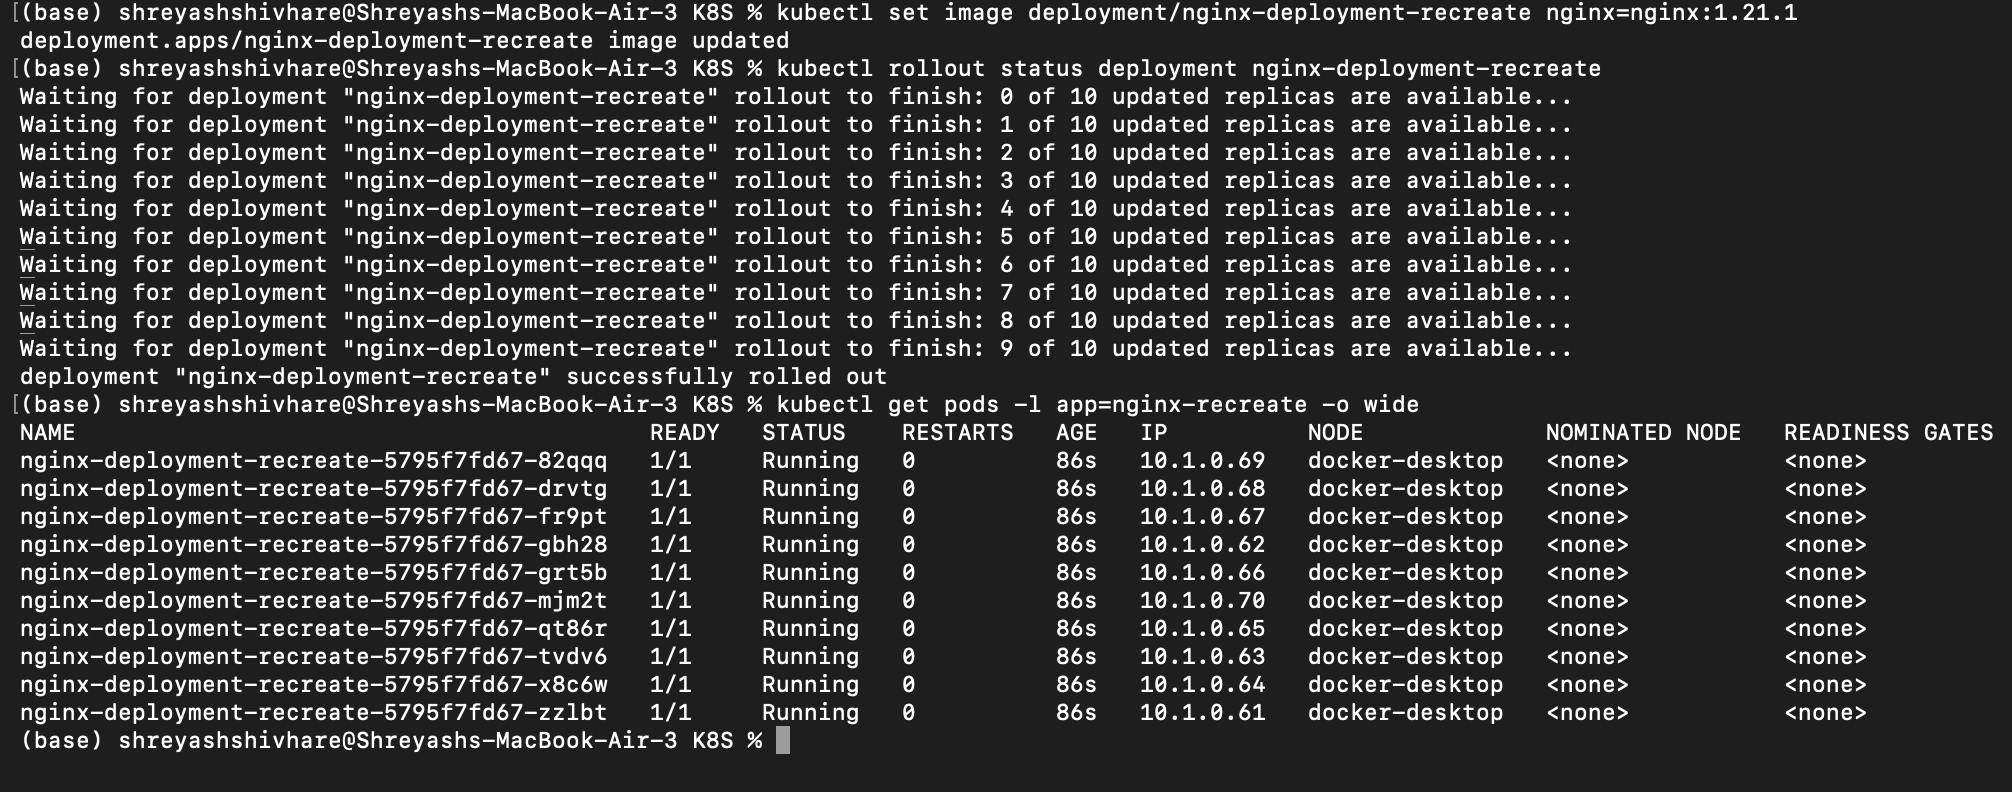 [(base) shreyashshivhare@Shreyashs-MacBook-Air-3 K8S % kubectl set image deployment/nginx-deployment-recreate nginx=nginx:1.21.1
deployment.apps/nginx-deployment-recreate image updated
[(base) shreyashshivhare@Shreyashs-MacBook-Air-3 K8S % kubectl rollout status deployment nginx-deployment-recreate
Waiting for deployment "nginx-deployment-recreate" rollout to finish: 0 of 10 updated replicas are available...
Waiting for deployment "nginx-deployment-recreate" rollout to finish: 1 of 10 updated replicas are available...
Waiting for deployment "nginx-deployment-recreate" rollout to finish: 2 of 10 updated replicas are available...
Waiting for deployment "nginx-deployment-recreate" rollout to finish: 3 of 10 updated replicas are available...
Waiting for deployment "nginx-deployment-recreate" rollout to finish: 4 of 10 updated replicas are available...
Waiting for deployment "nginx-deployment-recreate" rollout to finish: 5 of 10 updated replicas are available...
Waiting for deployment "nginx-deployment-recreate" rollout to finish: 6 of 10 updated replicas are available...
Waiting for deployment "nginx-deployment-recreate" rollout to finish: 7 of 10 updated replicas are available...
Waiting for deployment "nginx-deployment-recreate" rollout to finish: 8 of 10 updated replicas are available...
Waiting for deployment "nginx-deployment-recreate" rollout to finish: 9 of 10 updated replicas are available...
deployment "nginx-deployment-recreate" successfully rolled out
[(base) shreyashshivhare@Shreyashs-MacBook-Air-3 K8S % kubectl get pods -l app=nginx-recreate -o wide
NAME READY STATUS RESTARTS AGE IP NODE NOMINATED NODE READINESS GATES
nginx-deployment-recreate-5795f7fd67-82qqq 1/1 Running 0 86s 10.1.0.69 docker-desktop <none> <none>
nginx-deployment-recreate-5795f7fd67-drvtg 1/1 Running 0 86s 10.1.0.68 docker-desktop <none> <none>
nginx-deployment-recreate-5795f7fd67-fr9pt 1/1 Running 0 86s 10.1.0.67 docker-desktop <none> <none>
nginx-deployment-recreate-5795f7fd67-gbh28 1/1 Running 0 86s 10.1.0.62 docker-desktop <none> <none>
nginx-deployment-recreate-5795f7fd67-grt5b 1/1 Running 0 86s 10.1.0.66 docker-desktop <none> <none>
nginx-deployment-recreate-5795f7fd67-mjm2t 1/1 Running 0 86s 10.1.0.70 docker-desktop <none> <none>
nginx-deployment-recreate-5795f7fd67-qt86r 1/1 Running 0 86s 10.1.0.65 docker-desktop <none> <none>
nginx-deployment-recreate-5795f7fd67-tvdv6 1/1 Running 0 86s 10.1.0.63 docker-desktop <none> <none>
nginx-deployment-recreate-5795f7fd67-x8c6w 1/1 Running 0 86s 10.1.0.64 docker-desktop <none> <none>
nginx-deployment-recreate-5795f7fd67-zzlbt 1/1 Running 0 86s 10.1.0.61 docker-desktop <none> <none>
(base) shreyashshivhare@Shreyashs-MacBook-Air-3 K8S %